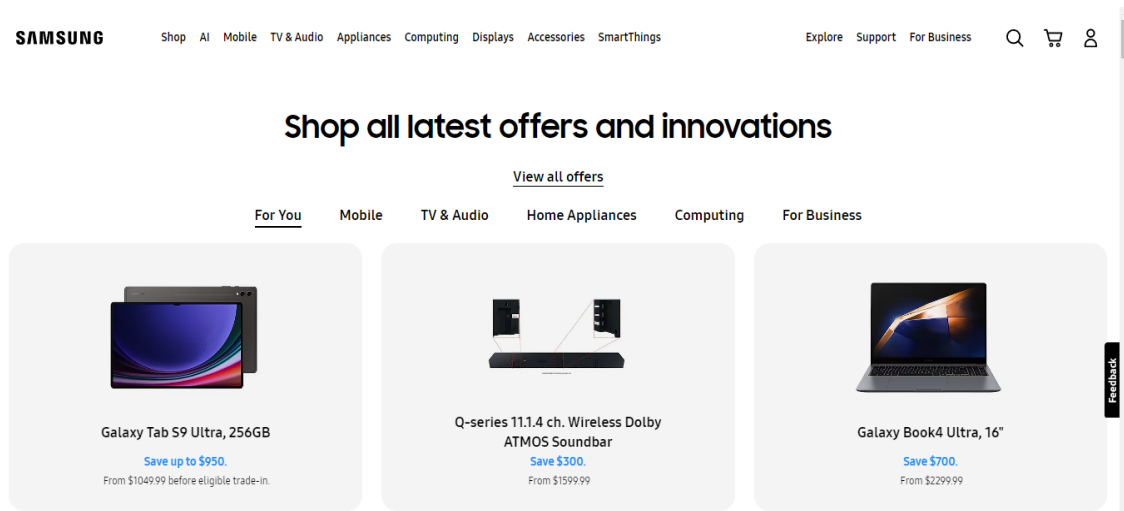 SAMSUNG
Shop AI Mobile TV & Audio Appliances Computing Displays Accessories SmartThings
Explore Support For Business
Shop all latest offers and innovations
View all offers
For You Mobile TV & Audio Home Appliances Computing For Business
Galaxy Tab S9 Ultra, 256GB
Save up to $950.
From $1049.99 before eligible trade-in.
Q-series 11.1.4 ch. Wireless Dolby
ATMOS Soundbar
Save $300.
From $1599.99
Galaxy Book4 Ultra, 16"
Save $700.
From $2299.99
Feedback